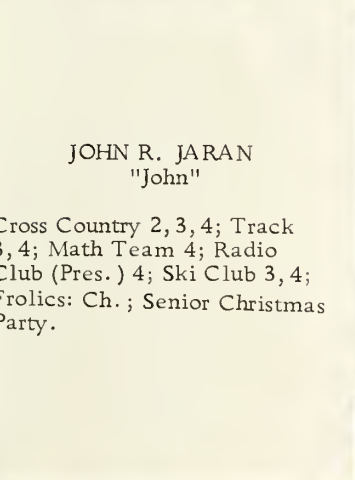 JOHN R. JARAN
"John"
Cross Country 2, 3, 4; Track
3, 4; Math Team 4; Radio
Club (Pres.) 4; Ski Club 3, 4;
Frolics: Ch.; Senior Christmas
Party.